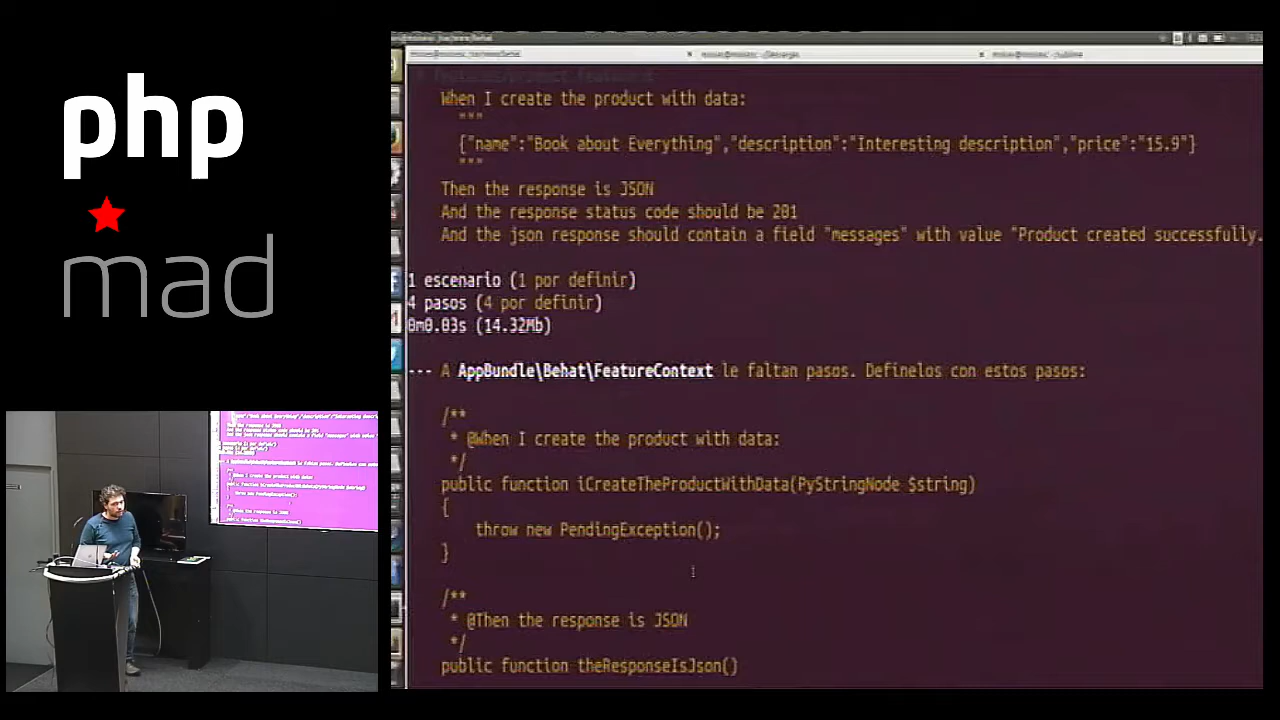 php
mad
When I create the product with data:
"""
{"name":"Book about Everything","description":"Interesting description","price":"15.9"}
"""
Then the response is JSON
And the response status code should be 201
And the json response should contain a field "messages" with value "Product created successfully.
1 escenario (1 por definir)
4 pasos (4 por definir)
0m0.03s (14.32Mb)
--- A AppBundle\Behat\FeatureContext le faltan pasos. Definelos con estos pasos:
/**
* @When I create the product with data:
*/
public function iCreateTheProductWithData(PyStringNode $string)
{
throw new PendingException();
}
/**
* @Then the response is JSON
*/
public function theResponseIsJson()